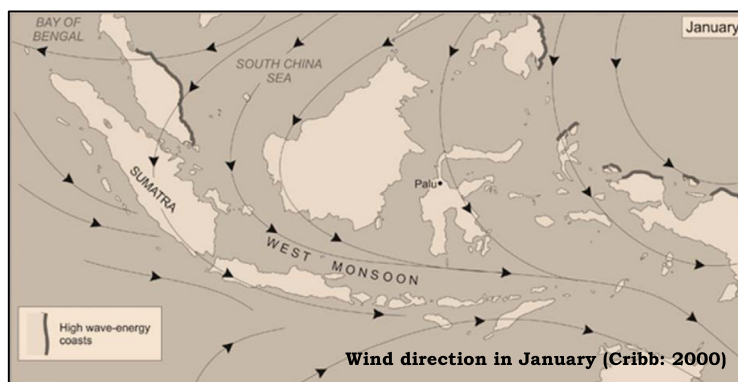 BAY OF
BENGAL
January
SOUTH CHINA
SEA
SUMATRA
Palu
WEST MONSOON
High wave-energy
coasts
Wind direction in January (Cribb: 2000)